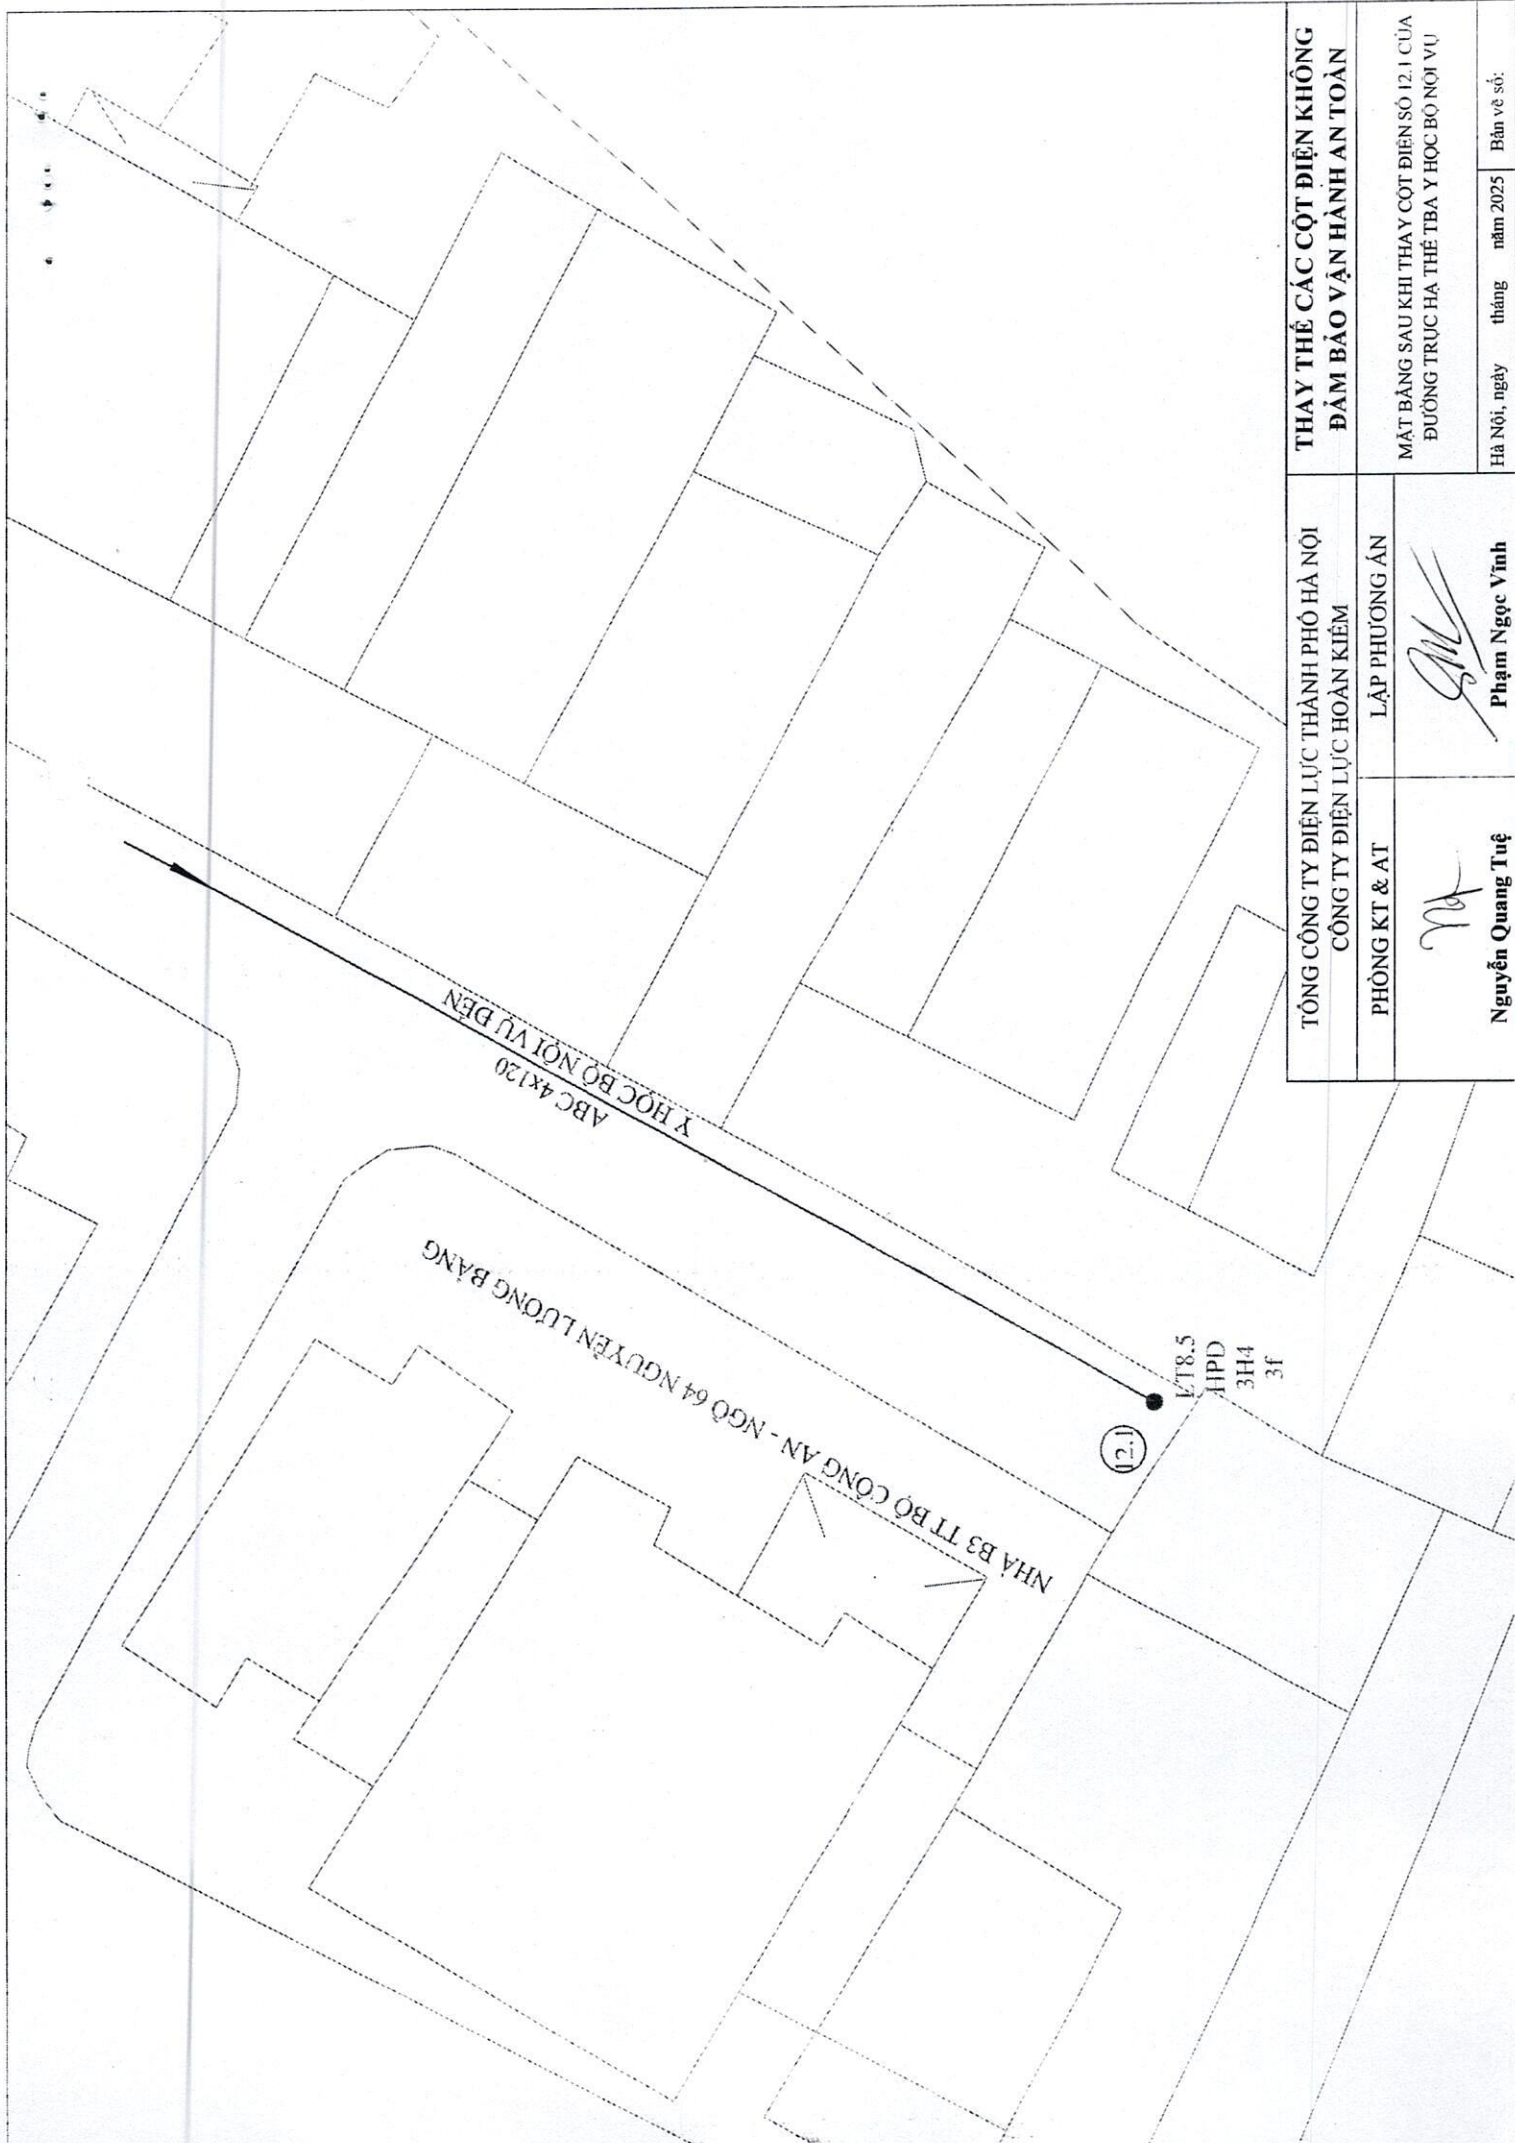 Y HỌC BỘ NỘI VỤ ĐẾN
ABC 4x120
NHÀ B3 TT BỘ CÔNG AN - NGÕ 64 NGUYỄN LƯƠNG BẰNG
12.1
LT8.5
HPD
3H4
3f
TỔNG CÔNG TY ĐIỆN LỰC THÀNH PHỐ HÀ NỘI
CÔNG TY ĐIỆN LỰC HOÀN KIẾM
THAY THẾ CÁC CỘT ĐIỆN KHÔNG
ĐẢM BẢO VẬN HÀNH AN TOÀN
PHÒNG KT & AT
LẬP PHƯƠNG ÁN
MẶT BẰNG SAU KHI THAY CỘT ĐIỆN SỐ 12.1 CỦA
ĐƯỜNG TRỤC HẠ THẾ TBA Y HỌC BỘ NỘI VỤ
Nguyễn Quang Tuệ
Phạm Ngọc Vĩnh
Hà Nội, ngày tháng năm 2025
Bản vẽ số: